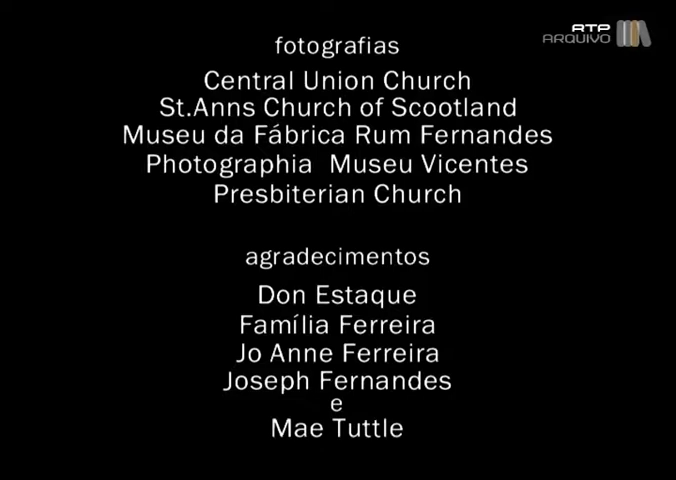 RTP
ARQUIVO
fotografias
Central Union Church
St.Anns Church of Scootland
Museu da Fábrica Rum Fernandes
Photographia Museu Vicentes
Presbiterian Church
agradecimentos
Don Estaque
Família Ferreira
Jo Anne Ferreira
Joseph Fernandes
e
Mae Tuttle